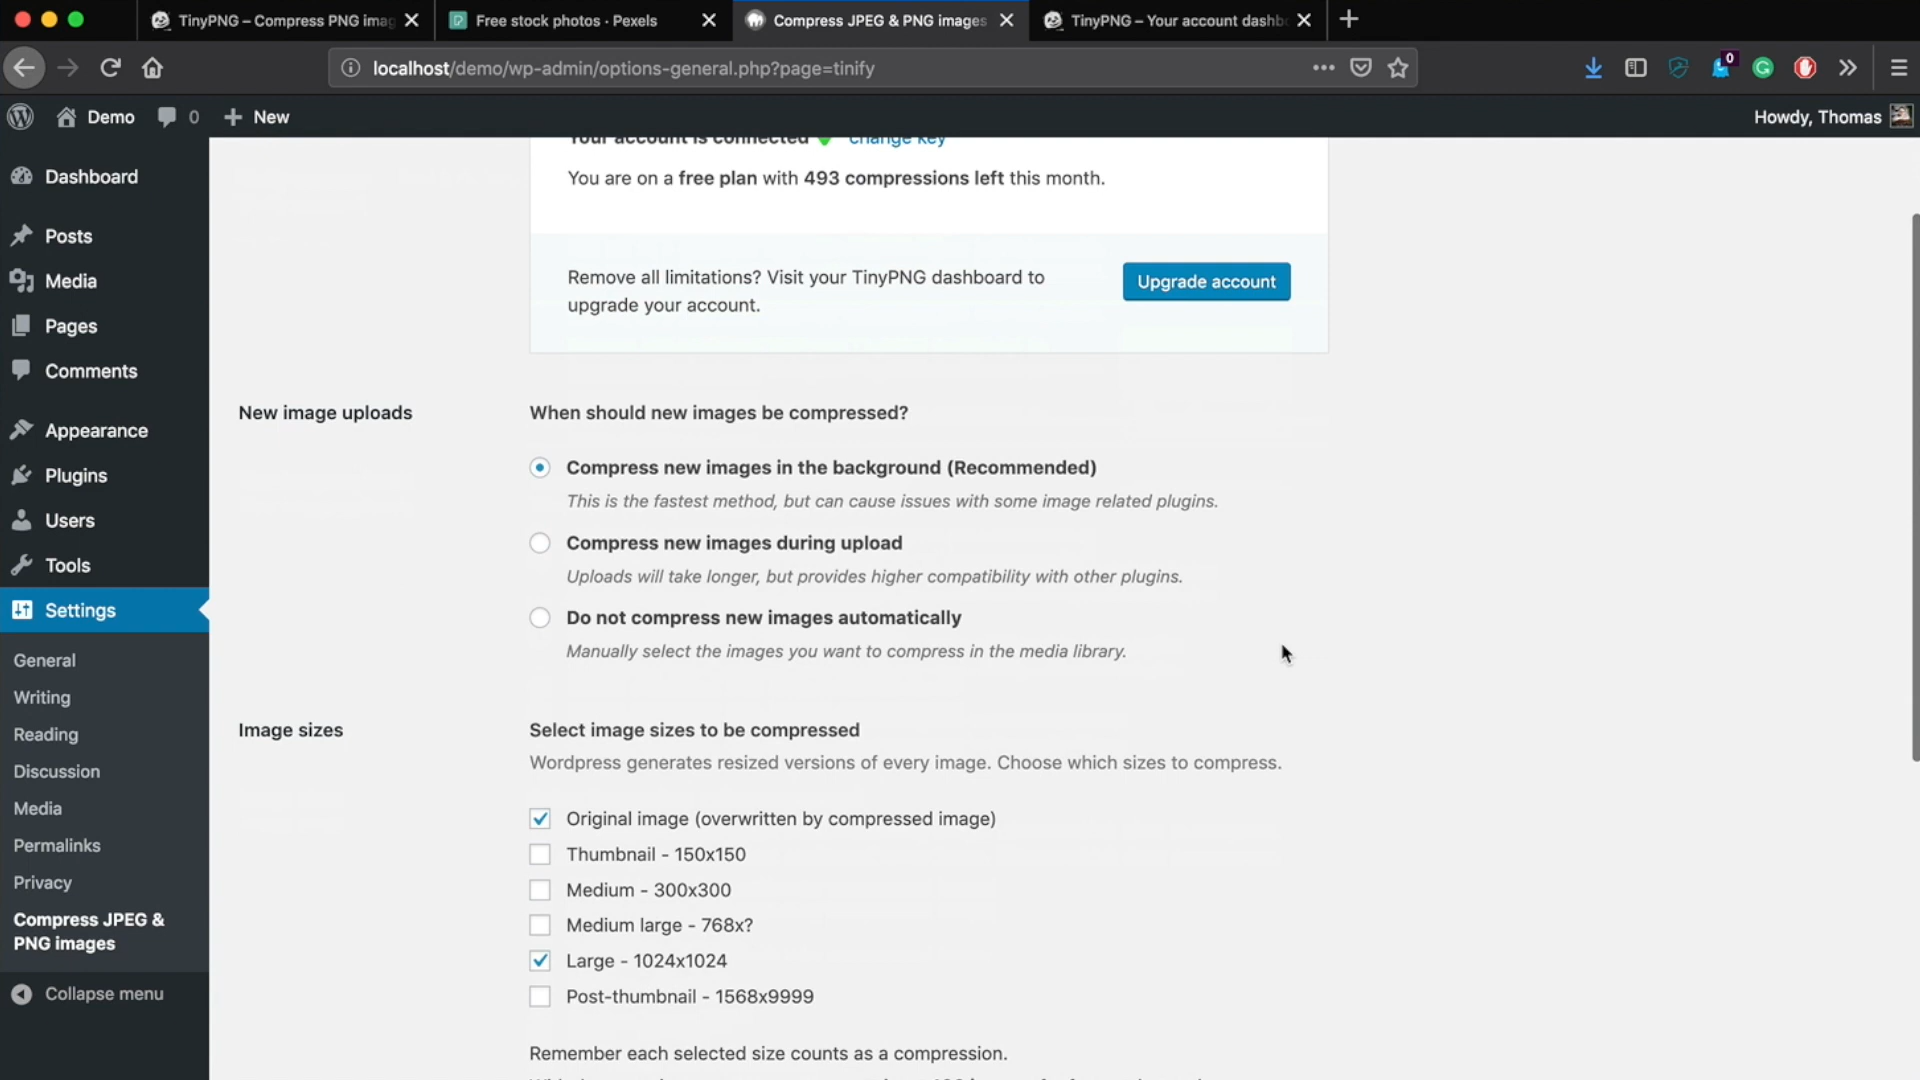 TinyPNG – Compress PNG imag
Free stock photos · Pexels
Compress JPEG & PNG images
TinyPNG – Your account dashb
localhost/demo/wp-admin/options-general.php?page=tinify
0
Demo
0
New
Howdy, Thomas
Dashboard
Posts
Media
Pages
Comments
Appearance
Plugins
Users
Tools
Settings
General
Writing
Reading
Discussion
Media
Permalinks
Privacy
Compress JPEG &
PNG images
Collapse menu
Your account is connected change key
You are on a free plan with 493 compressions left this month.
Remove all limitations? Visit your TinyPNG dashboard to
upgrade your account.
Upgrade account
New image uploads
When should new images be compressed?
Compress new images in the background (Recommended)
This is the fastest method, but can cause issues with some image related plugins.
Compress new images during upload
Uploads will take longer, but provides higher compatibility with other plugins.
Do not compress new images automatically
Manually select the images you want to compress in the media library.
Image sizes
Select image sizes to be compressed
Wordpress generates resized versions of every image. Choose which sizes to compress.
Original image (overwritten by compressed image)
Thumbnail - 150x150
Medium - 300x300
Medium large - 768x?
Large - 1024x1024
Post-thumbnail - 1568x9999
Remember each selected size counts as a compression.